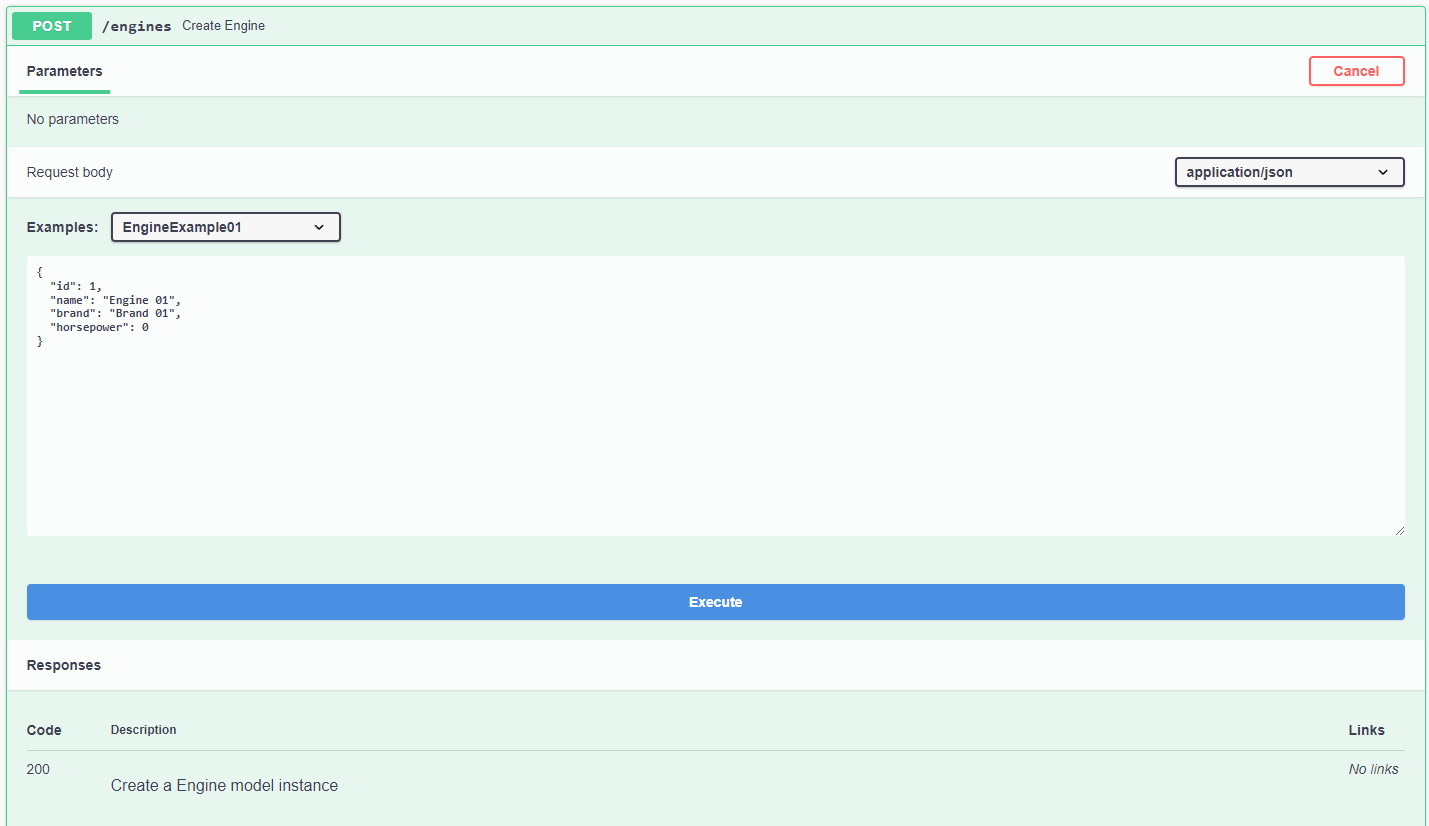 POST /engines Create Engine
Parameters
Cancel
No parameters
Request body
application/json
Examples: EngineExample01
{
  "id": 1,
  "name": "Engine 01",
  "brand": "Brand 01",
  "horsepower": 0
}
Execute
Responses
Code Description Links
200 Create a Engine model instance No links